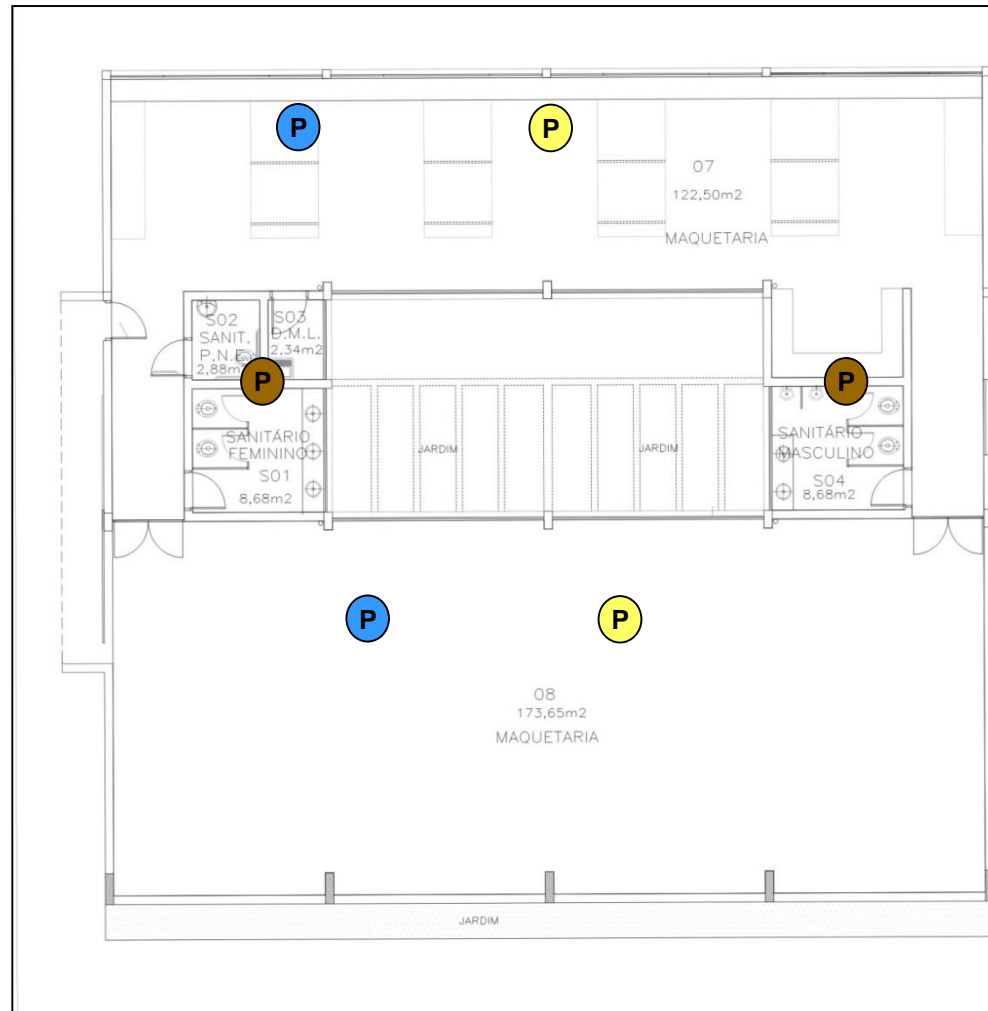 P
P
07
122,50m2
MAQUETARIA
S02
SANIT.
P.N.E.
2,88m2
S03
D.M.L.
2,34m2
P
P
SANITÁRIO
FEMININO
S01
8,68m2
JARDIM
JARDIM
SANITÁRIO
MASCULINO
S04
8,68m2
P
P
08
173,65m2
MAQUETARIA
JARDIM